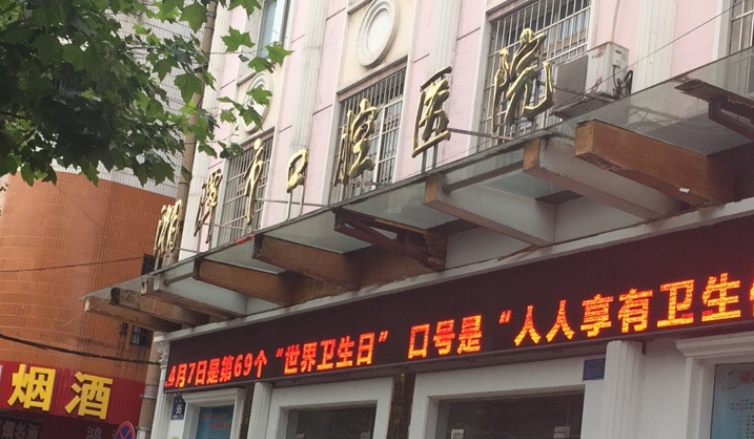 湘潭市口腔医院
4月7日是第69个“世界卫生日” 口号是“人人享有卫生
烟酒